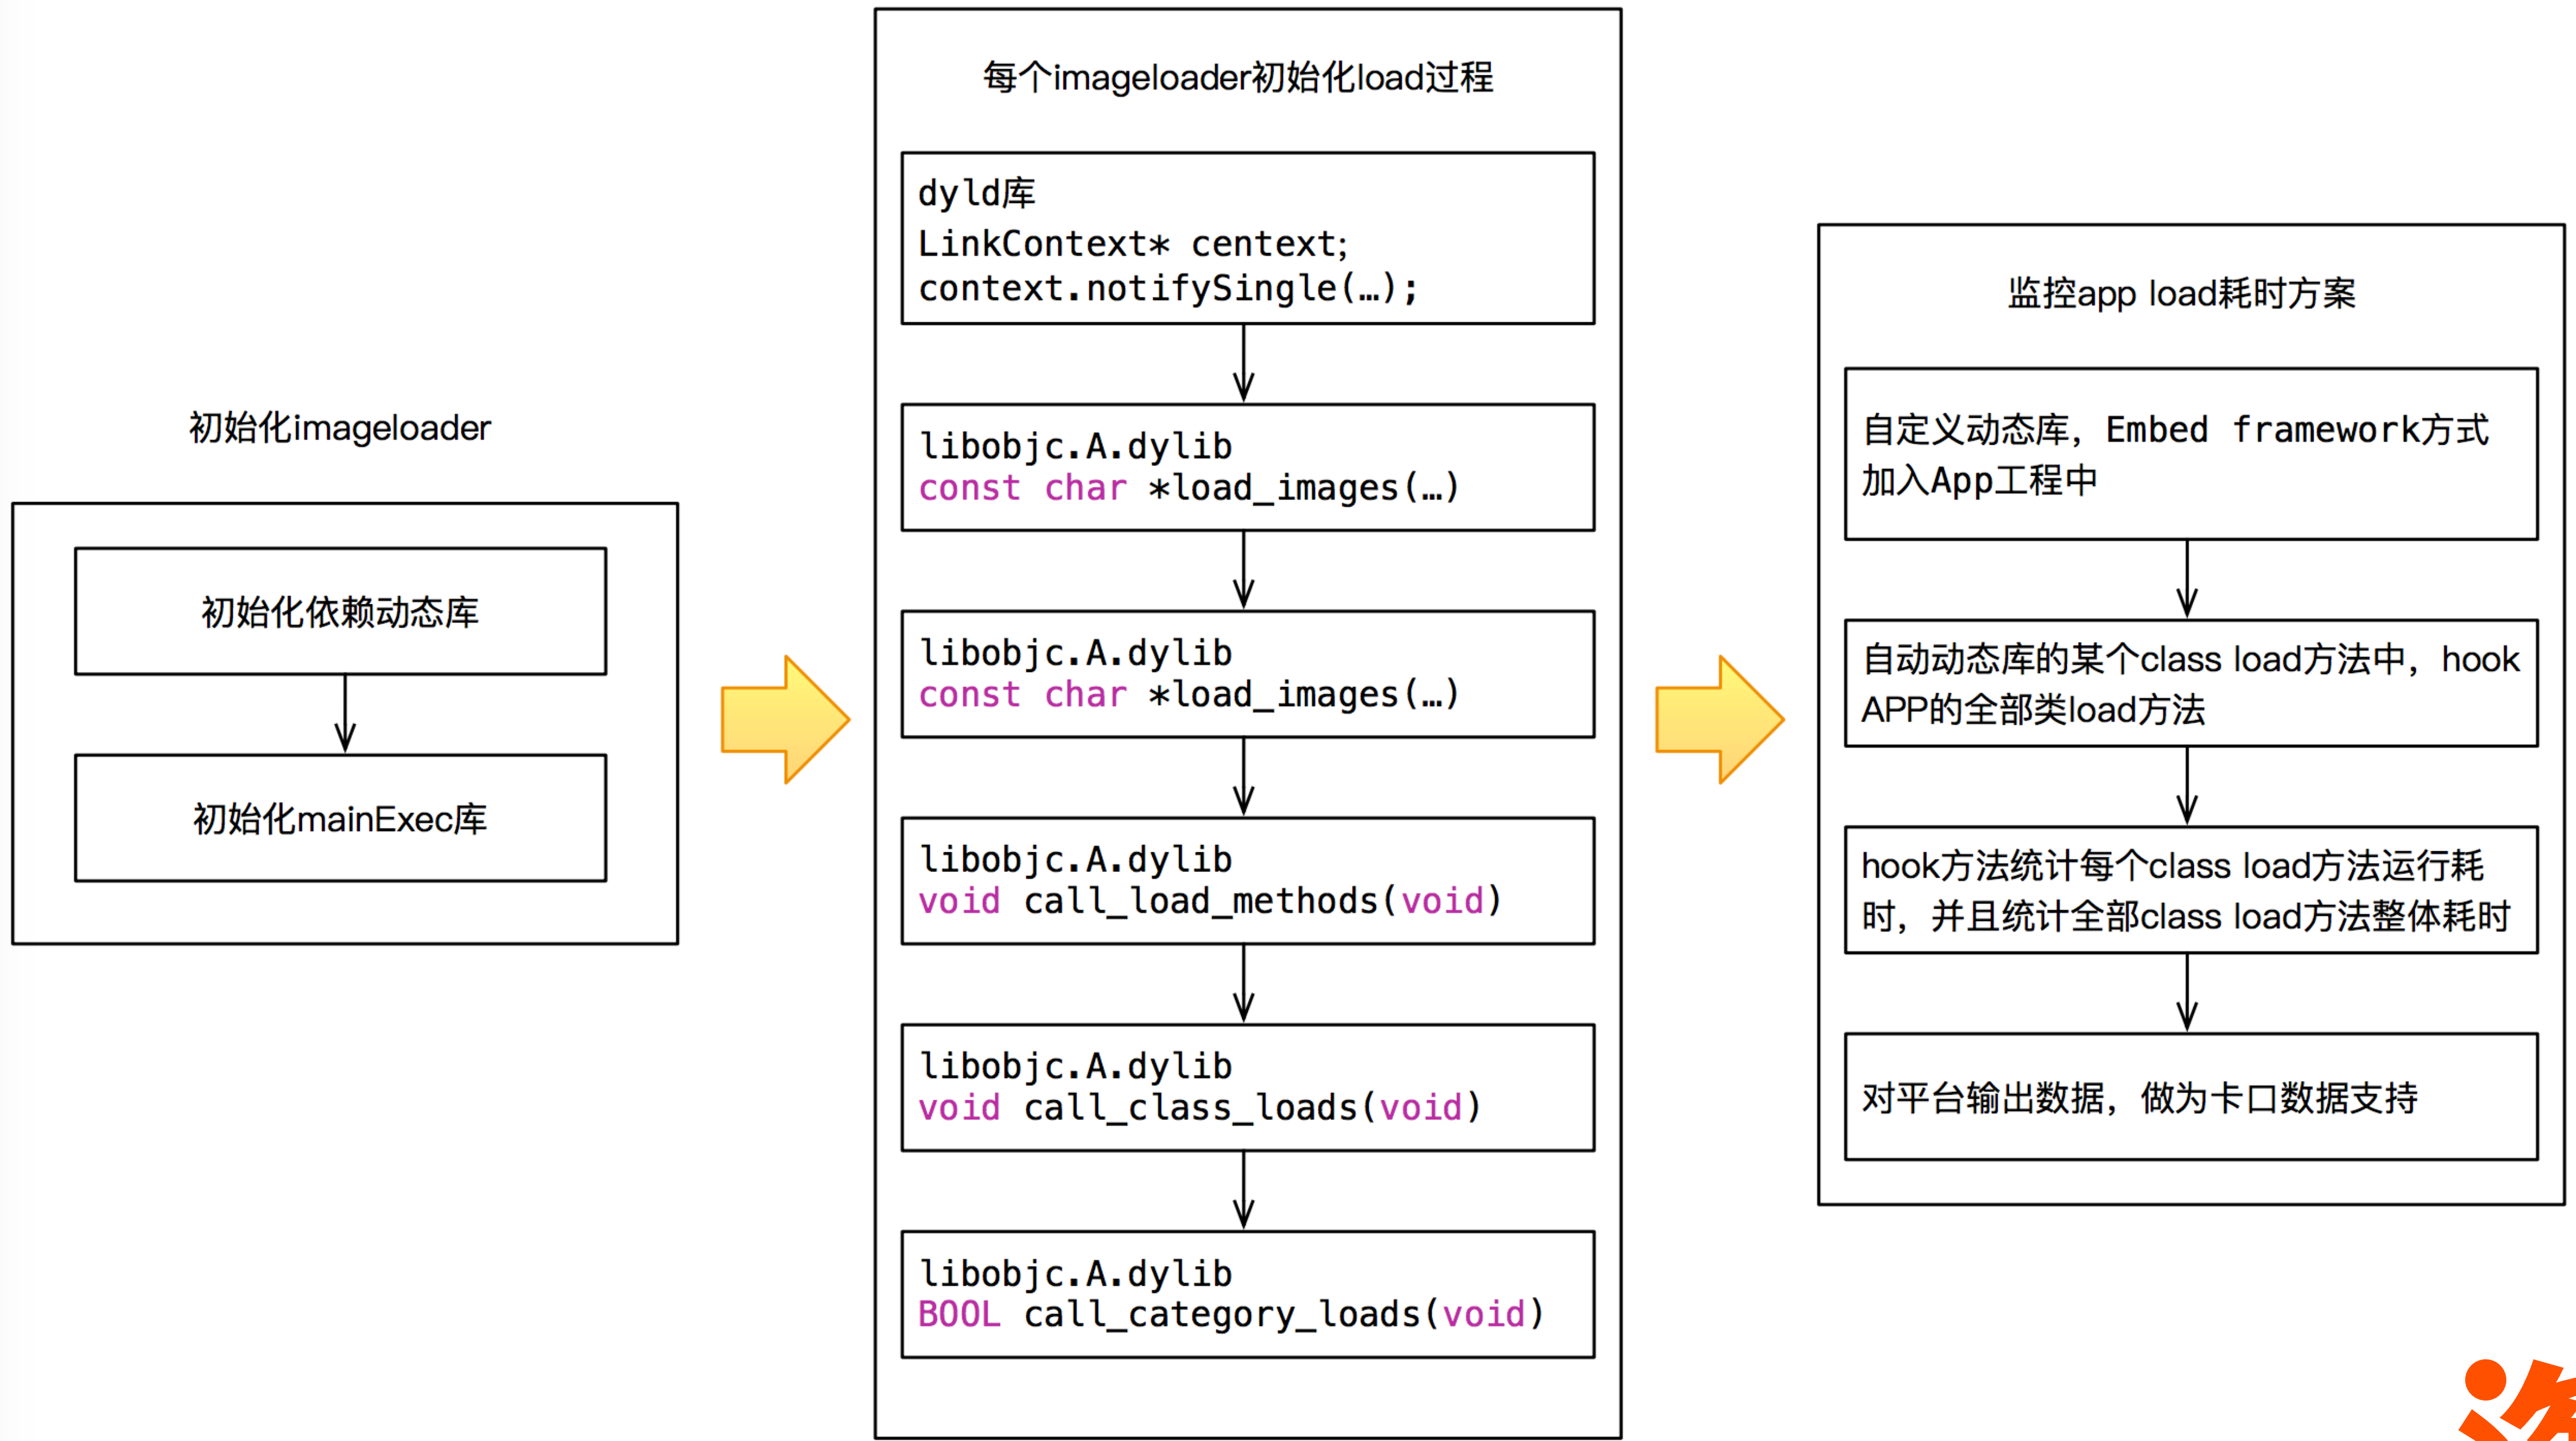 初始化imageloader
初始化依赖动态库
初始化mainExec库
每个imageloader初始化load过程
dyld库
LinkContext* centext;
context.notifySingle(…);
libobjc.A.dylib
const char *load_images(…)
libobjc.A.dylib
const char *load_images(…)
libobjc.A.dylib
void call_load_methods(void)
libobjc.A.dylib
void call_class_loads(void)
libobjc.A.dylib
BOOL call_category_loads(void)
监控app load耗时方案
自定义动态库，Embed framework方式
加入App工程中
自动动态库的某个class load方法中，hook
APP的全部类load方法
hook方法统计每个class load方法运行耗
时，并且统计全部class load方法整体耗时
对平台输出数据，做为卡口数据支持